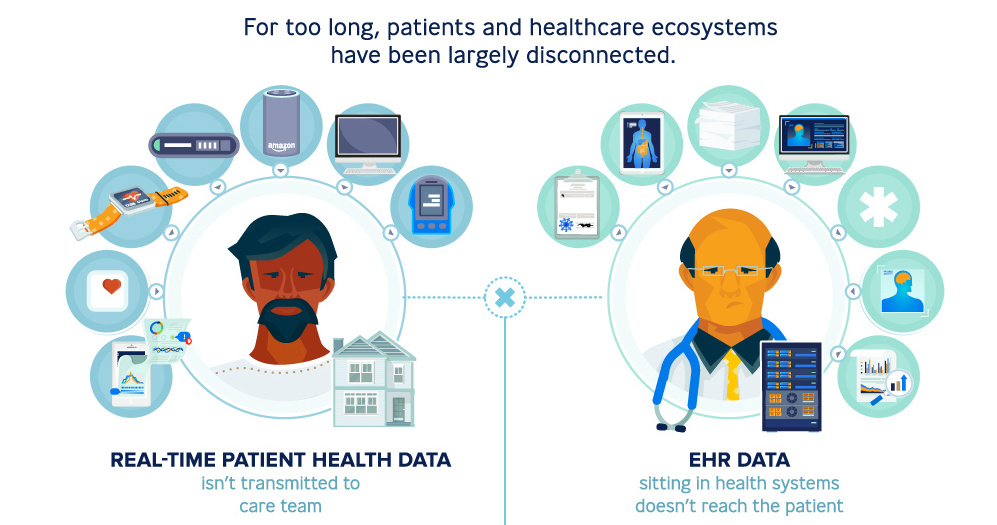 For too long, patients and healthcare ecosystems
have been largely disconnected.
amazon
REAL-TIME PATIENT HEALTH DATA
isn't transmitted to
care team
EHR DATA
sitting in health systems
doesn't reach the patient